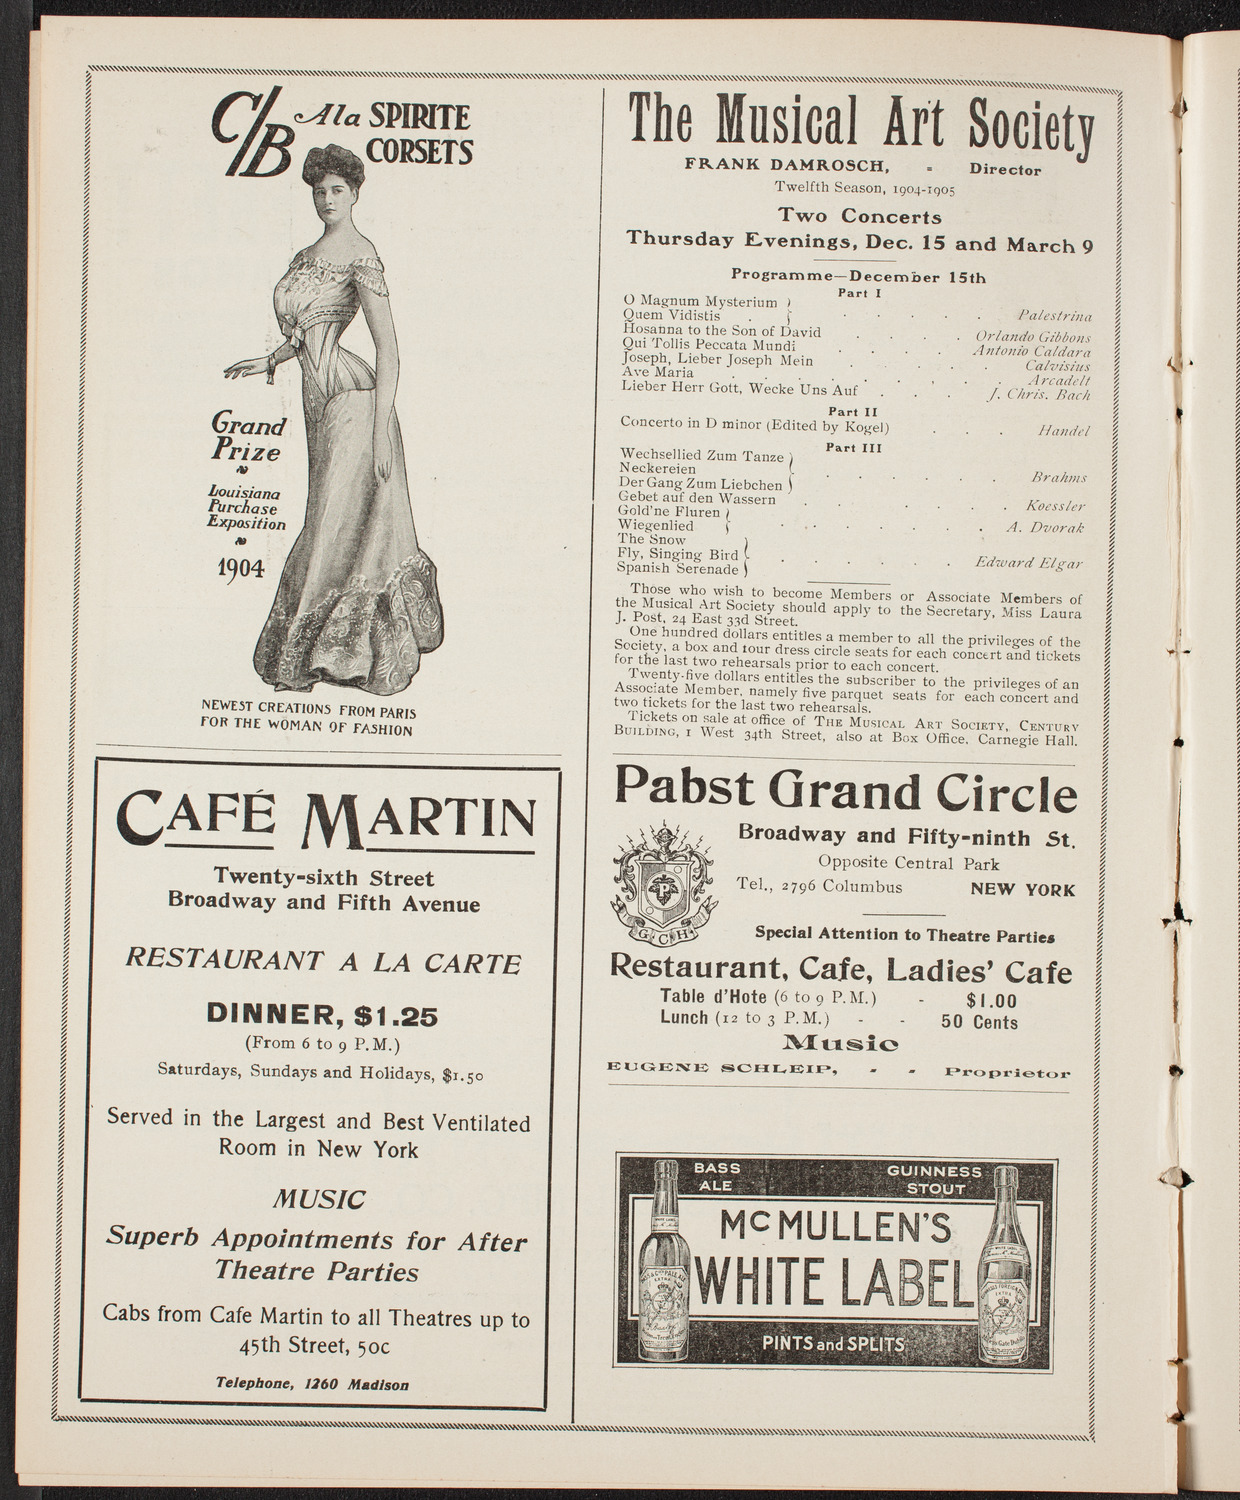 C/B Ala SPIRITE
CORSETS
Grand
Prize
Louisiana
Purchase
Exposition
1904
NEWEST CREATIONS FROM PARIS
FOR THE WOMAN OF FASHION
CAFÉ MARTIN
Twenty-sixth Street
Broadway and Fifth Avenue
RESTAURANT A LA CARTE
DINNER, $1.25
(From 6 to 9 P.M.)
Saturdays, Sundays and Holidays, $1.50
Served in the Largest and Best Ventilated
Room in New York
MUSIC
Superb Appointments for After
Theatre Parties
Cabs from Cafe Martin to all Theatres up to
45th Street, 50c
Telephone, 1260 Madison
The Musical Art Society
FRANK DAMROSCH, - Director
Twelfth Season, 1904-1905
Two Concerts
Thursday Evenings, Dec. 15 and March 9
Programme—December 15th
Part I
O Magnum Mysterium
Quem Vidistis . . . . . . Palestrina
Hosanna to the Son of David . . . . Orlando Gibbons
Qui Tollis Peccata Mundi . . . . Antonio Caldara
Joseph, Lieber Joseph Mein . . . . . Calvisius
Ave Maria . . . . . . . . Arcadelt
Lieber Herr Gott, Wecke Uns Auf . . . J. Chris. Bach
Part II
Concerto in D minor (Edited by Kogel) . . . Handel
Part III
Wechsellied Zum Tanze
Neckereien
Der Gang Zum Liebchen . . . . . . Brahms
Gebet auf den Wassern . . . . . . Koessler
Gold'ne Fluren
Wiegenlied . . . . . . . A. Dvorak
The Snow
Fly, Singing Bird
Spanish Serenade . . . . . . Edward Elgar
Those who wish to become Members or Associate Members of
the Musical Art Society should apply to the Secretary, Miss Laura
J. Post, 24 East 33d Street.
One hundred dollars entitles a member to all the privileges of the
Society, a box and four dress circle seats for each concert and tickets
for the last two rehearsals prior to each concert.
Twenty-five dollars entitles the subscriber to the privileges of an
Associate Member, namely five parquet seats for each concert and
two tickets for the last two rehearsals.
Tickets on sale at office of THE MUSICAL ART SOCIETY, CENTURY
BUILDING, 1 West 34th Street, also at Box Office, Carnegie Hall.
Pabst Grand Circle
Broadway and Fifty-ninth St.
Opposite Central Park
Tel., 2796 Columbus NEW YORK
P
G.C.H.
Special Attention to Theatre Parties
Restaurant, Cafe, Ladies' Cafe
Table d'Hote (6 to 9 P.M.) - $1.00
Lunch (12 to 3 P.M.) - - 50 Cents
Music
EUGENE SCHLEIP, - - Proprietor
BASS
ALE
GUINNESS
STOUT
McMULLEN'S
WHITE LABEL
PINTS and SPLITS